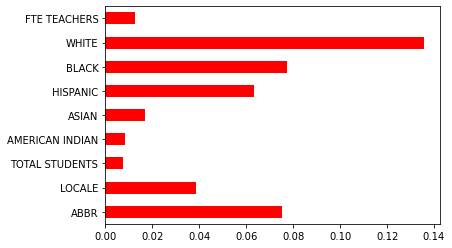 FTE TEACHERS
WHITE
BLACK
HISPANIC
ASIAN
AMERICAN INDIAN
TOTAL STUDENTS
LOCALE
ABBR
0.00 0.02 0.04 0.06 0.08 0.10 0.12 0.14